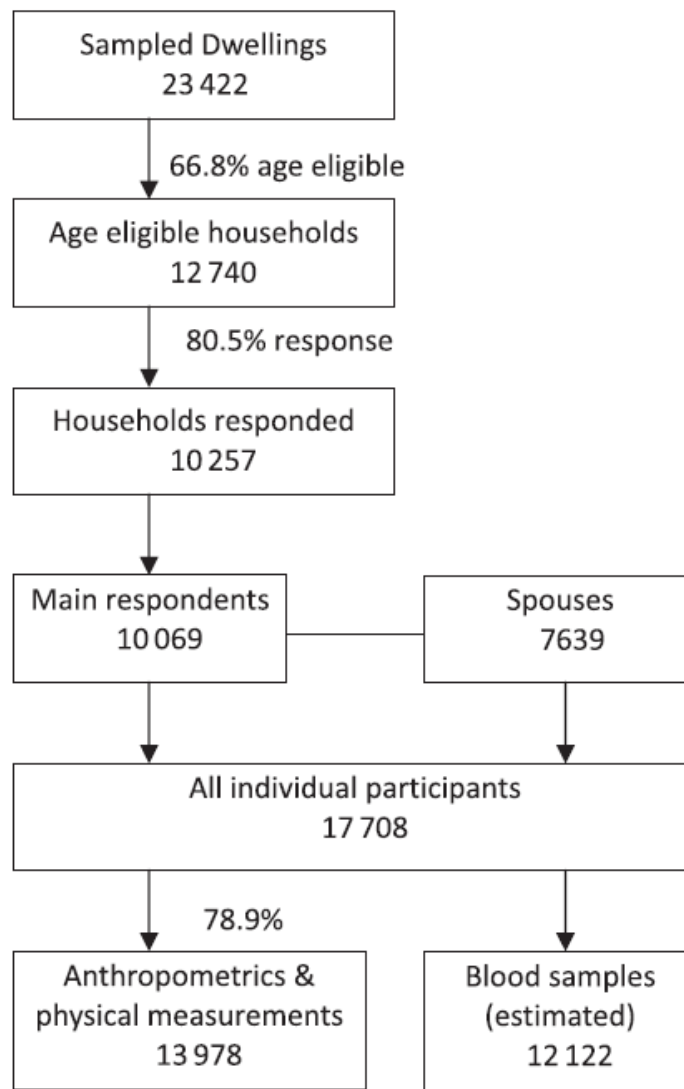 Sampled Dwellings
23 422
66.8% age eligible
Age eligible households
12 740
80.5% response
Households responded
10 257
Main respondents
10 069
Spouses
7639
All individual participants
17 708
78.9%
Anthropometrics &
physical measurements
13 978
Blood samples
(estimated)
12 122